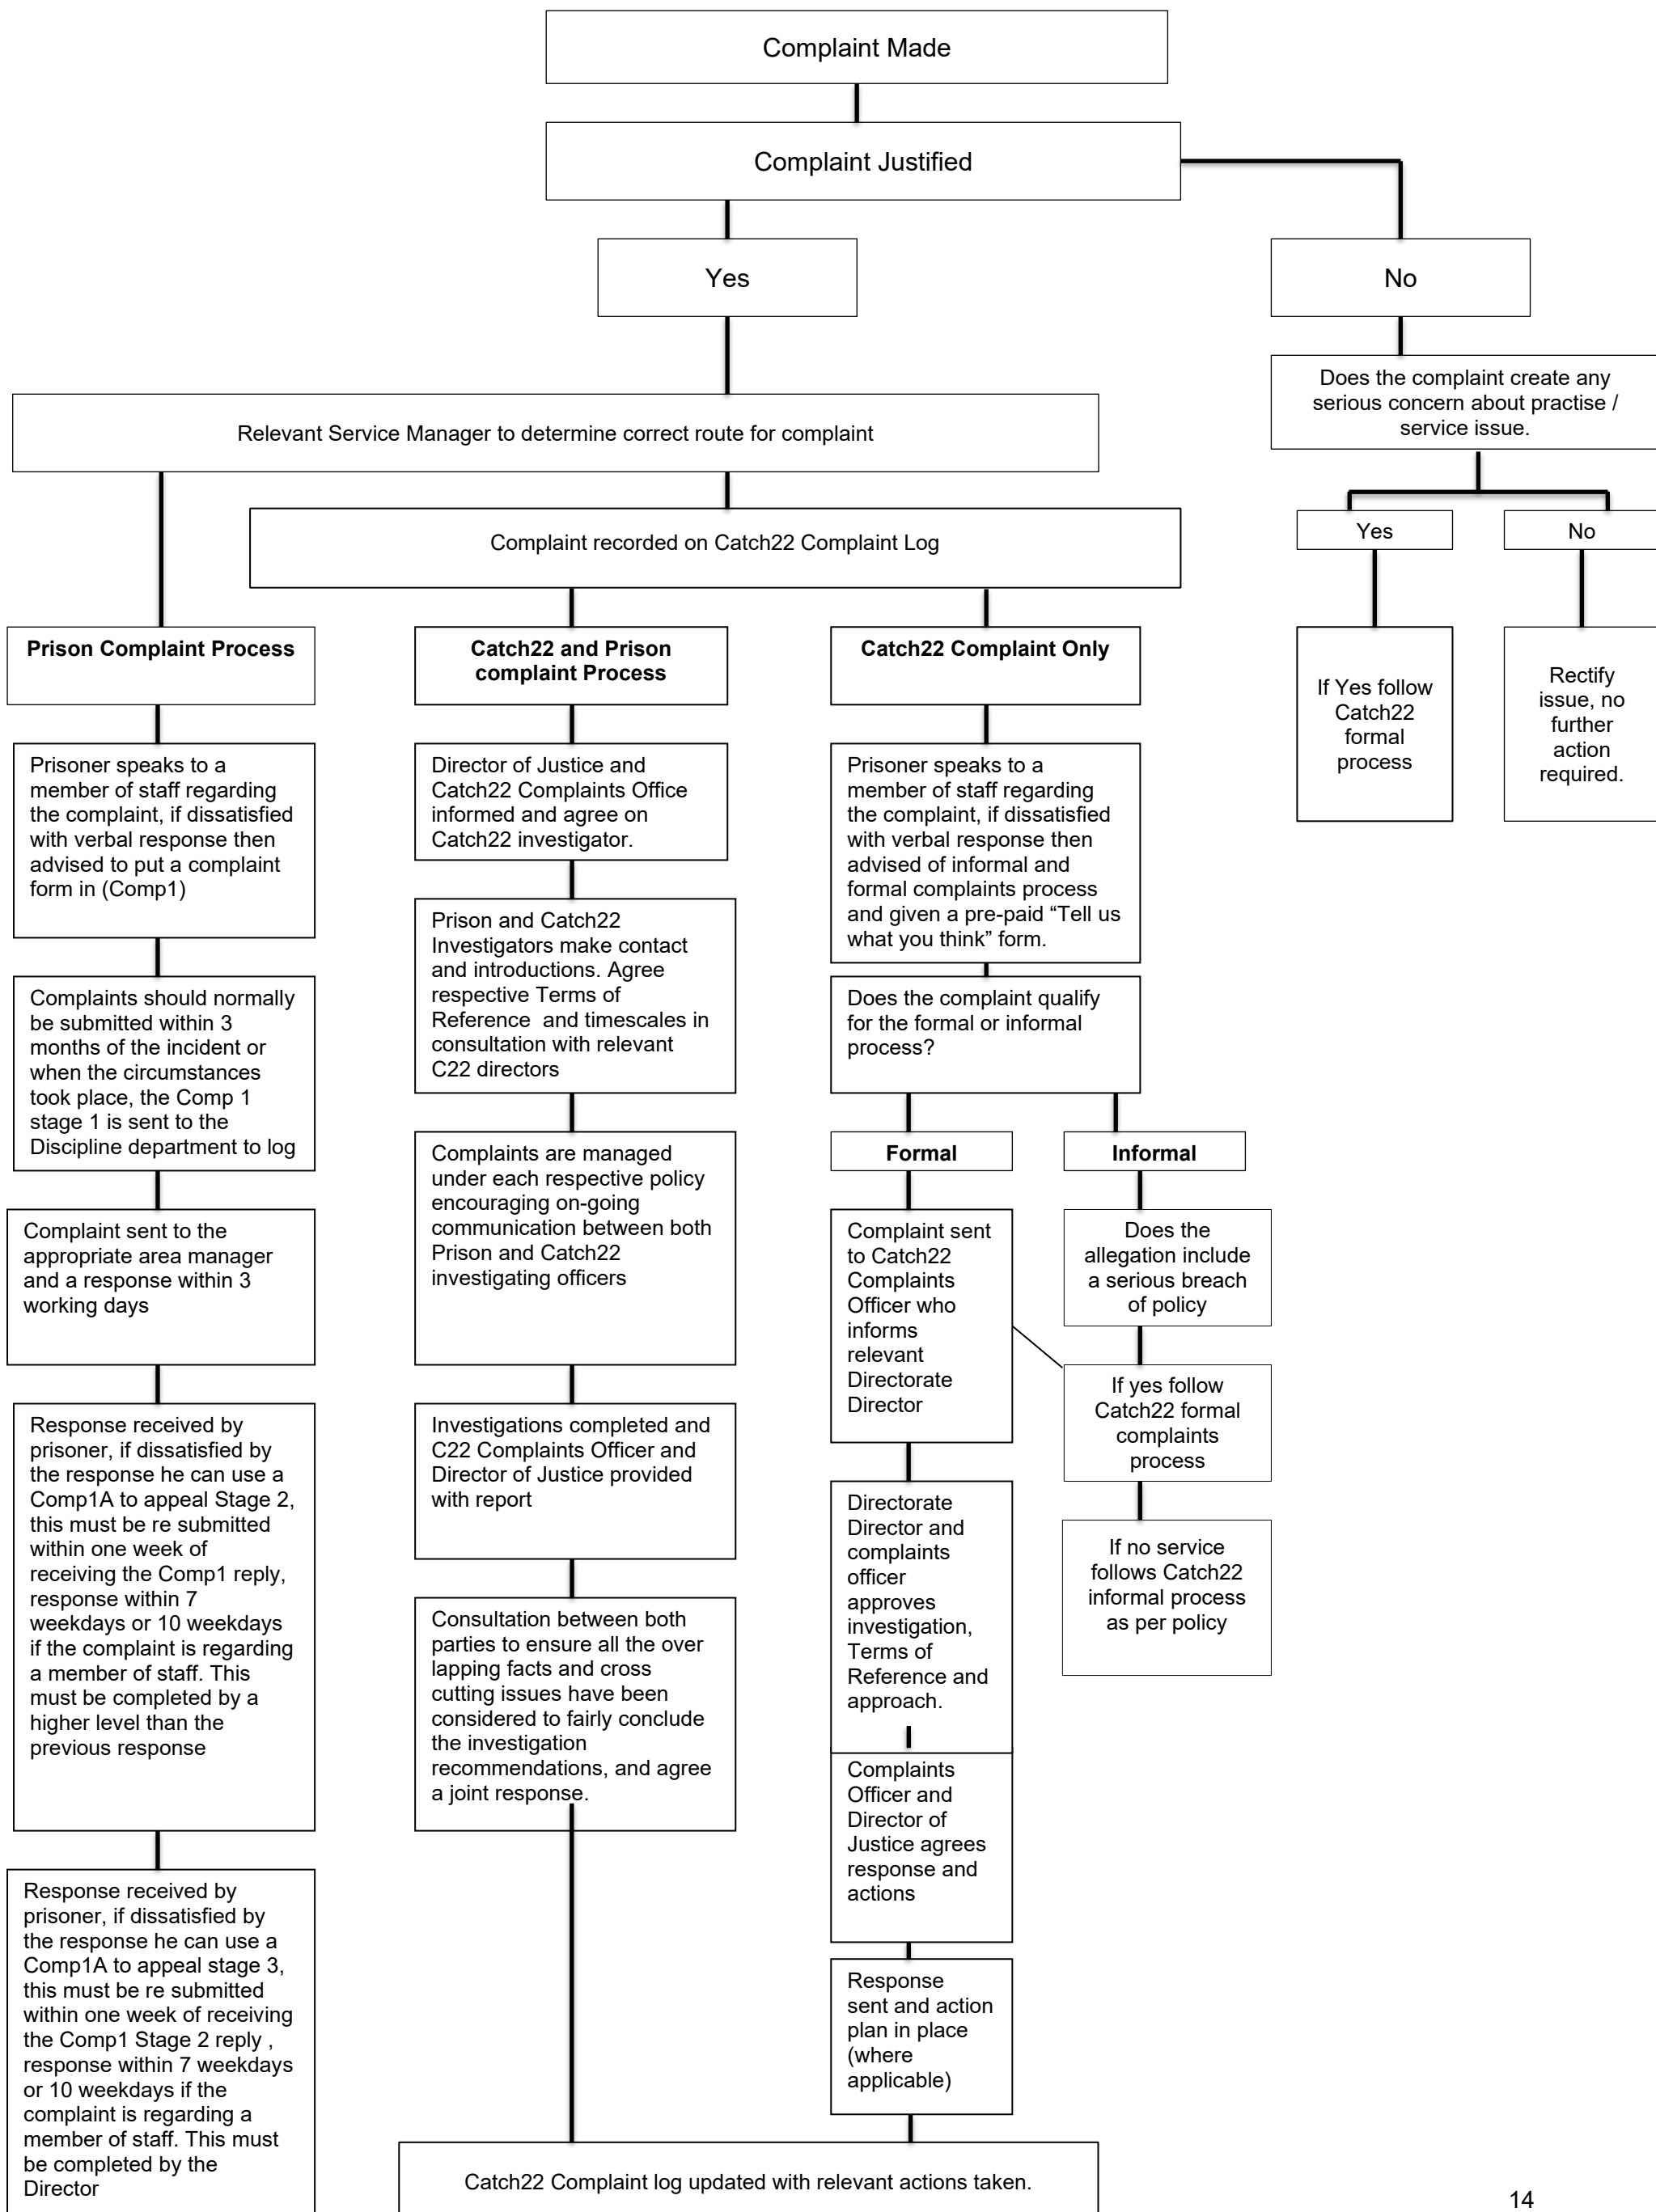 Complaint Made
Complaint Justified
Yes
No
Does the complaint create any
serious concern about practise /
service issue.
Relevant Service Manager to determine correct route for complaint
Yes
No
Complaint recorded on Catch22 Complaint Log
If Yes follow
Catch22
formal
process
Rectify
issue, no
further
action
required.
Prison Complaint Process
Prisoner speaks to a
member of staff regarding
the complaint, if dissatisfied
with verbal response then
advised to put a complaint
form in (Comp1)
Complaints should normally
be submitted within 3
months of the incident or
when the circumstances
took place, the Comp 1
stage 1 is sent to the
Discipline department to log
Complaint sent to the
appropriate area manager
and a response within 3
working days
Response received by
prisoner, if dissatisfied by
the response he can use a
Comp1A to appeal Stage 2,
this must be re submitted
within one week of
receiving the Comp1 reply,
response within 7
weekdays or 10 weekdays
if the complaint is regarding
a member of staff. This
must be completed by a
higher level than the
previous response
Response received by
prisoner, if dissatisfied by
the response he can use a
Comp1A to appeal stage 3,
this must be re submitted
within one week of receiving
the Comp1 Stage 2 reply ,
response within 7 weekdays
or 10 weekdays if the
complaint is regarding a
member of staff. This must
be completed by the
Director
Catch22 and Prison
complaint Process
Director of Justice and
Catch22 Complaints Office
informed and agree on
Catch22 investigator.
Prison and Catch22
Investigators make contact
and introductions. Agree
respective Terms of
Reference  and timescales in
consultation with relevant
C22 directors
Complaints are managed
under each respective policy
encouraging on-going
communication between both
Prison and Catch22
investigating officers
Investigations completed and
C22 Complaints Officer and
Director of Justice provided
with report
Consultation between both
parties to ensure all the over
lapping facts and cross
cutting issues have been
considered to fairly conclude
the investigation
recommendations, and agree
a joint response.
Catch22 Complaint Only
Prisoner speaks to a
member of staff regarding
the complaint, if dissatisfied
with verbal response then
advised of informal and
formal complaints process
and given a pre-paid “Tell us
what you think” form.
Does the complaint qualify
for the formal or informal
process?
Formal
Complaint sent
to Catch22
Complaints
Officer who
informs
relevant
Directorate
Director
Directorate
Director and
complaints
officer
approves
investigation,
Terms of
Reference and
approach.
Complaints
Officer and
Director of
Justice agrees
response and
actions
Response
sent and action
plan in place
(where
applicable)
Informal
Does the
allegation include
a serious breach
of policy
If yes follow
Catch22 formal
complaints
process
If no service
follows Catch22
informal process
as per policy
Catch22 Complaint log updated with relevant actions taken.
14